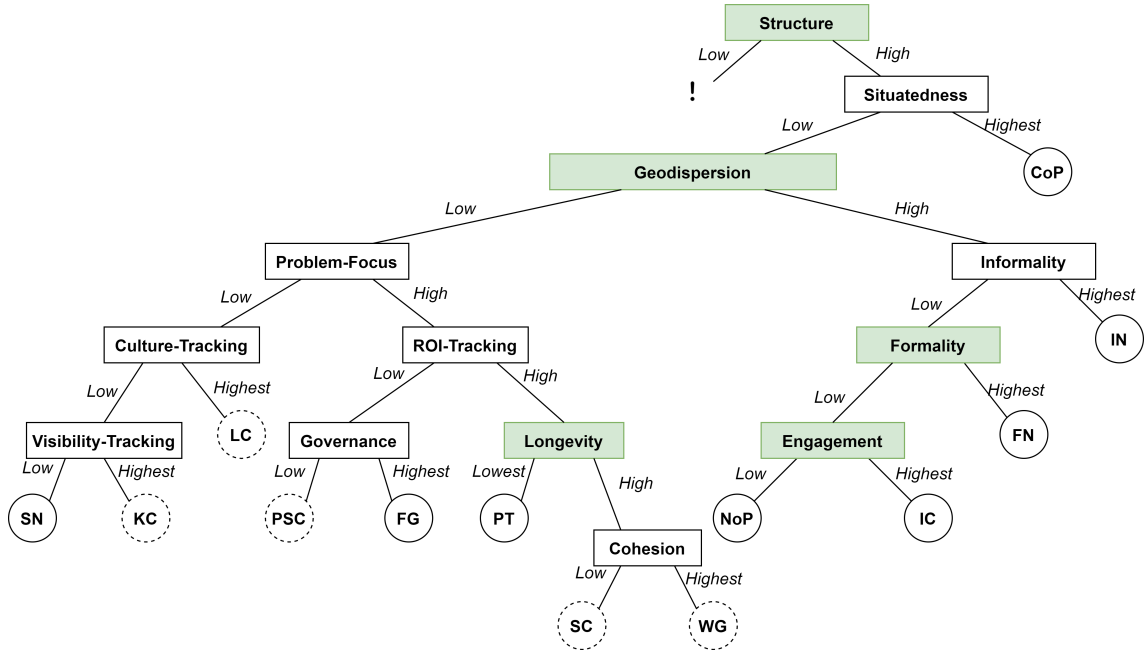 Structure
Low
High
!
Situatedness
Low
Highest
Geodispersion
CoP
Low
High
Problem-Focus
Informality
Low
High
Low
Highest
Culture-Tracking
ROI-Tracking
Formality
IN
Low
Highest
Low
High
Low
Highest
Visibility-Tracking
LC
Governance
Longevity
Engagement
FN
Low
Highest
Low
Highest
Lowest
High
Low
Highest
SN
KC
PSC
FG
PT
NoP
IC
Cohesion
Low
Highest
SC
WG